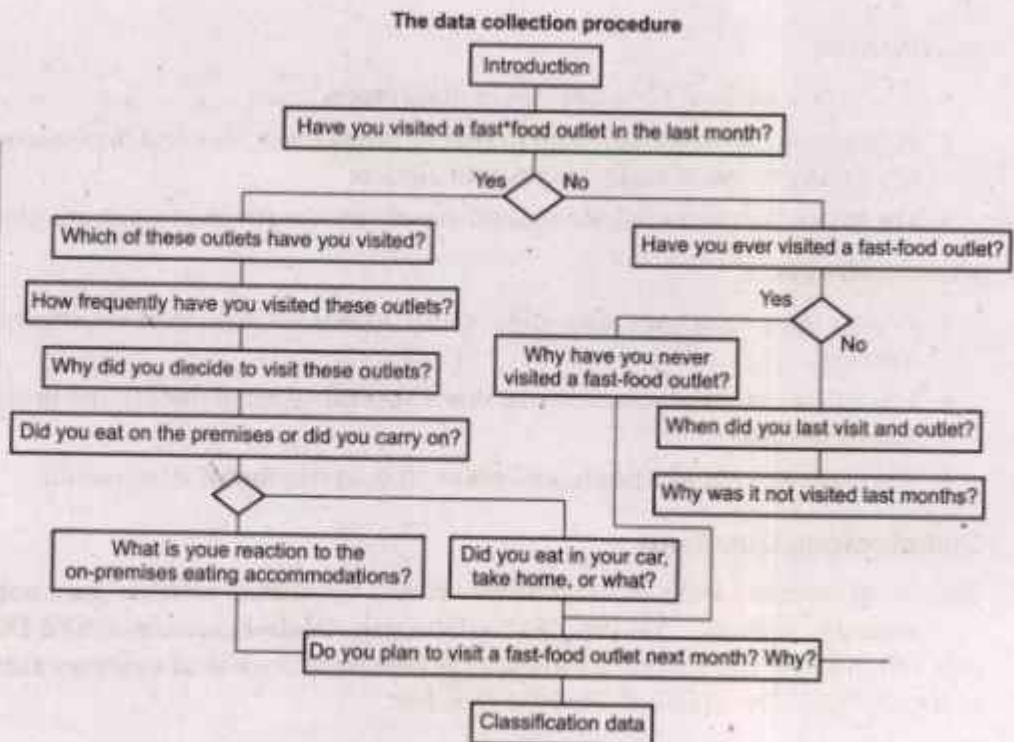 The data collection procedure
Introduction
Have you visited a fast*food outlet in the last month?
Yes
No
Which of these outlets have you visited?
Have you ever visited a fast-food outlet?
How frequently have you visited these outlets?
Yes
No
Why have you never
visited a fast-food outlet?
Why did you diecide to visit these outlets?
Did you eat on the premises or did you carry on?
When did you last visit and outlet?
Why was it not visited last months?
What is youe reaction to the
on-premises eating accommodations?
Did you eat in your car,
take home, or what?
Do you plan to visit a fast-food outlet next month? Why?
Classification data